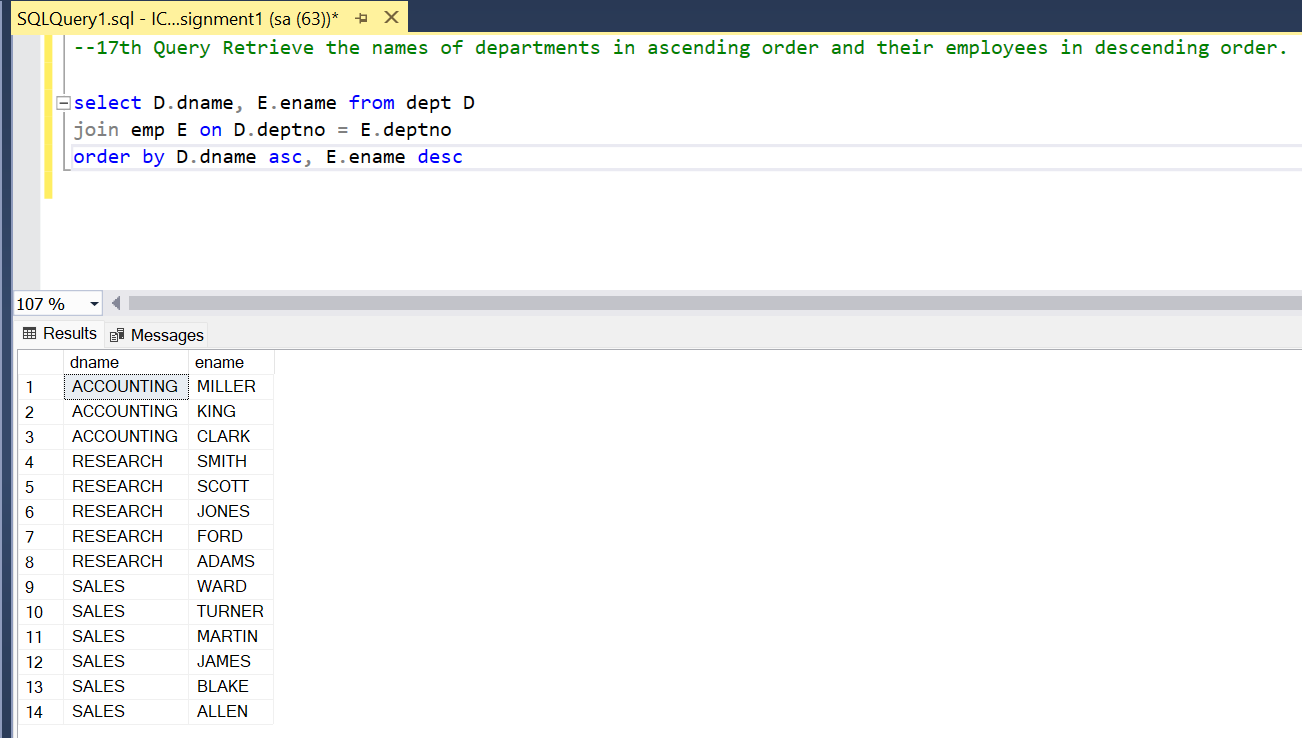 SQLQuery1.sql - IC...signment1 (sa (63))*
--17th Query Retrieve the names of departments in ascending order and their employees in descending order.
select D.dname, E.ename from dept D
join emp E on D.deptno = E.deptno
order by D.dname asc, E.ename desc
107 %
Results Messages
dname ename
1 ACCOUNTING MILLER
2 ACCOUNTING KING
3 ACCOUNTING CLARK
4 RESEARCH SMITH
5 RESEARCH SCOTT
6 RESEARCH JONES
7 RESEARCH FORD
8 RESEARCH ADAMS
9 SALES WARD
10 SALES TURNER
11 SALES MARTIN
12 SALES JAMES
13 SALES BLAKE
14 SALES ALLEN